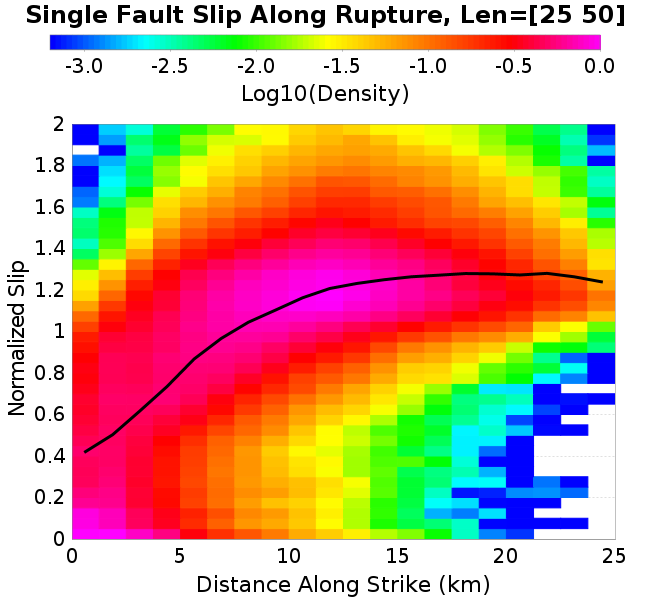 Single Fault Slip Along Rupture, Len=[25 50]
-3.0 -2.5 -2.0 -1.5 -1.0 -0.5 0.0
Log10(Density)
2
1.8
1.6
1.4
1.2
1
0.8
0.6
0.4
0.2
0
Normalized Slip
0 5 10 15 20 25
Distance Along Strike (km)